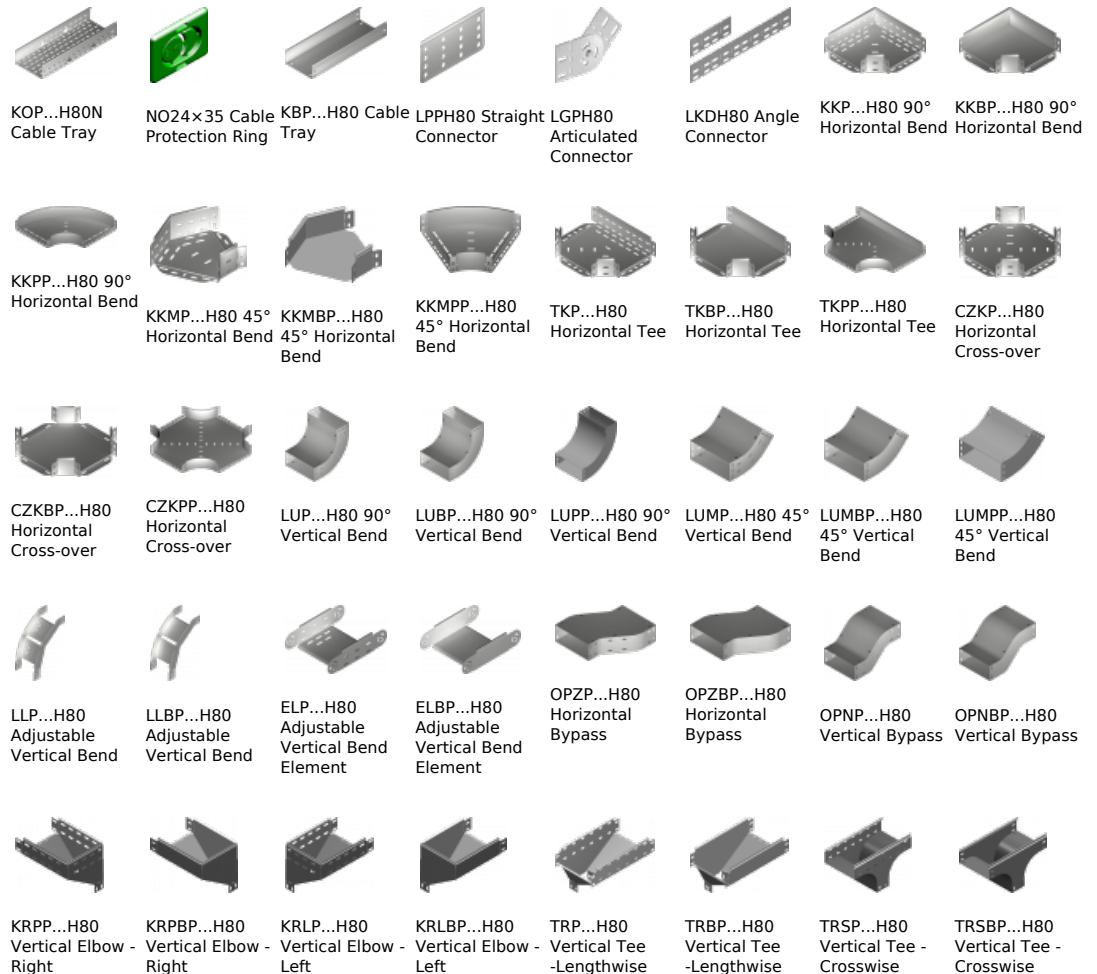 KOP...H80N
Cable Tray
NO24×35 Cable
Protection Ring
KBP...H80 Cable
Tray
LPPH80 Straight
Connector
LGPH80
Articulated
Connector
LKDH80 Angle
Connector
KKP...H80 90°
Horizontal Bend
KKBP...H80 90°
Horizontal Bend
KKPP...H80 90°
Horizontal Bend
KKMP...H80 45°
Horizontal Bend
KKMBP...H80
45° Horizontal
Bend
KKMPP...H80
45° Horizontal
Bend
TKP...H80
Horizontal Tee
TKBP...H80
Horizontal Tee
TKPP...H80
Horizontal Tee
CZKP...H80
Horizontal
Cross-over
CZKBP...H80
Horizontal
Cross-over
CZKPP...H80
Horizontal
Cross-over
LUP...H80 90°
Vertical Bend
LUBP...H80 90°
Vertical Bend
LUPP...H80 90°
Vertical Bend
LUMP...H80 45°
Vertical Bend
LUMBP...H80
45° Vertical
Bend
LUMPP...H80
45° Vertical
Bend
LLP...H80
Adjustable
Vertical Bend
LLBP...H80
Adjustable
Vertical Bend
ELP...H80
Adjustable
Vertical Bend
Element
ELBP...H80
Adjustable
Vertical Bend
Element
OPZP...H80
Horizontal
Bypass
OPZBP...H80
Horizontal
Bypass
OPNP...H80
Vertical Bypass
OPNBP...H80
Vertical Bypass
KRPP...H80
Vertical Elbow -
Right
KRPBP...H80
Vertical Elbow -
Right
KRLP...H80
Vertical Elbow -
Left
KRLBP...H80
Vertical Elbow -
Left
TRP...H80
Vertical Tee
-Lengthwise
TRBP...H80
Vertical Tee
-Lengthwise
TRSP...H80
Vertical Tee -
Crosswise
TRSBP...H80
Vertical Tee -
Crosswise